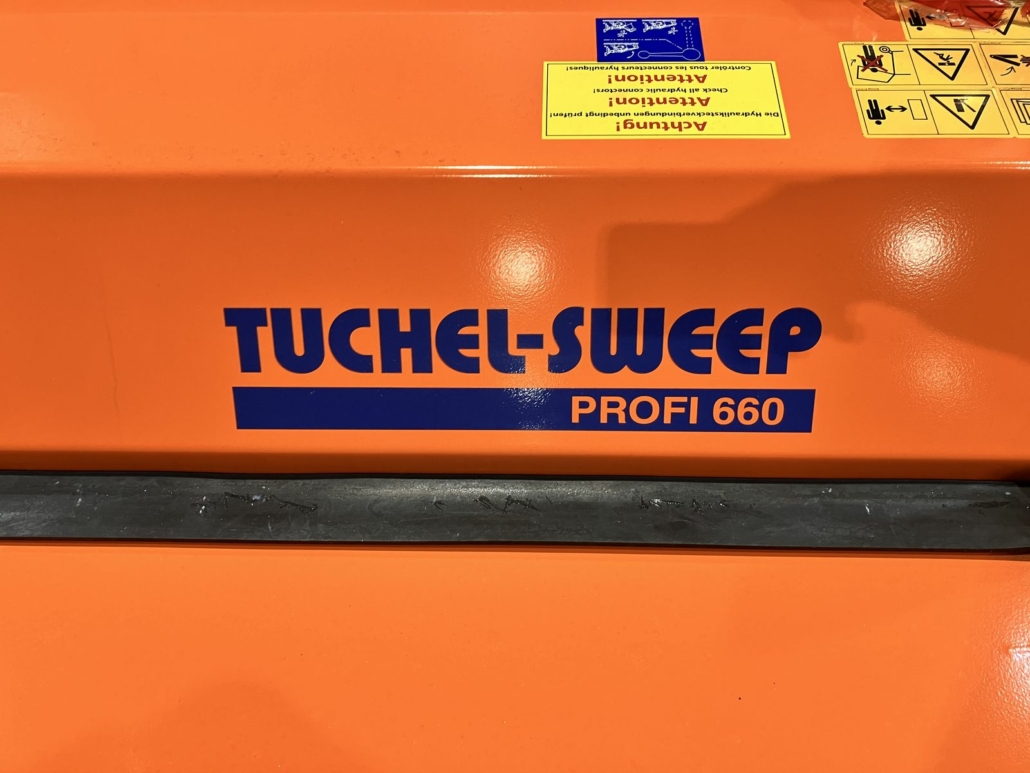 TUCHEL-SWEEP
PROFI 660
Achtung!
Die Hydrauliksteckverbindungen unbedingt prüfen!
Attention!
Check all hydraulic connectors!
Attention!
Contrôler tous les connecteurs hyrauliques!